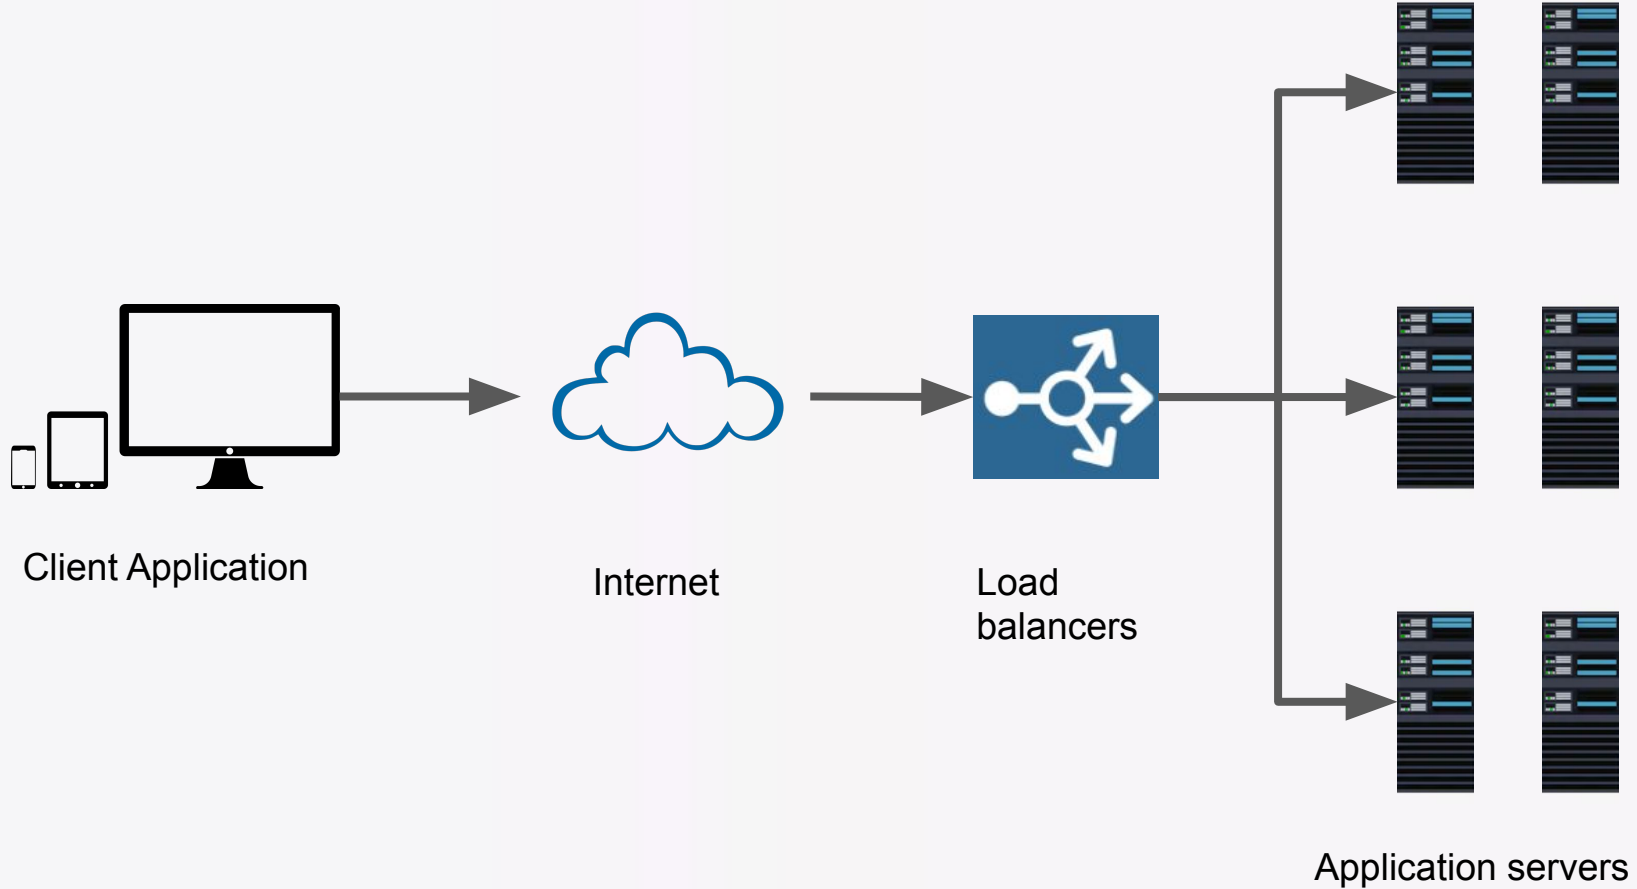 Client Application
Internet
Load
balancers
Application servers